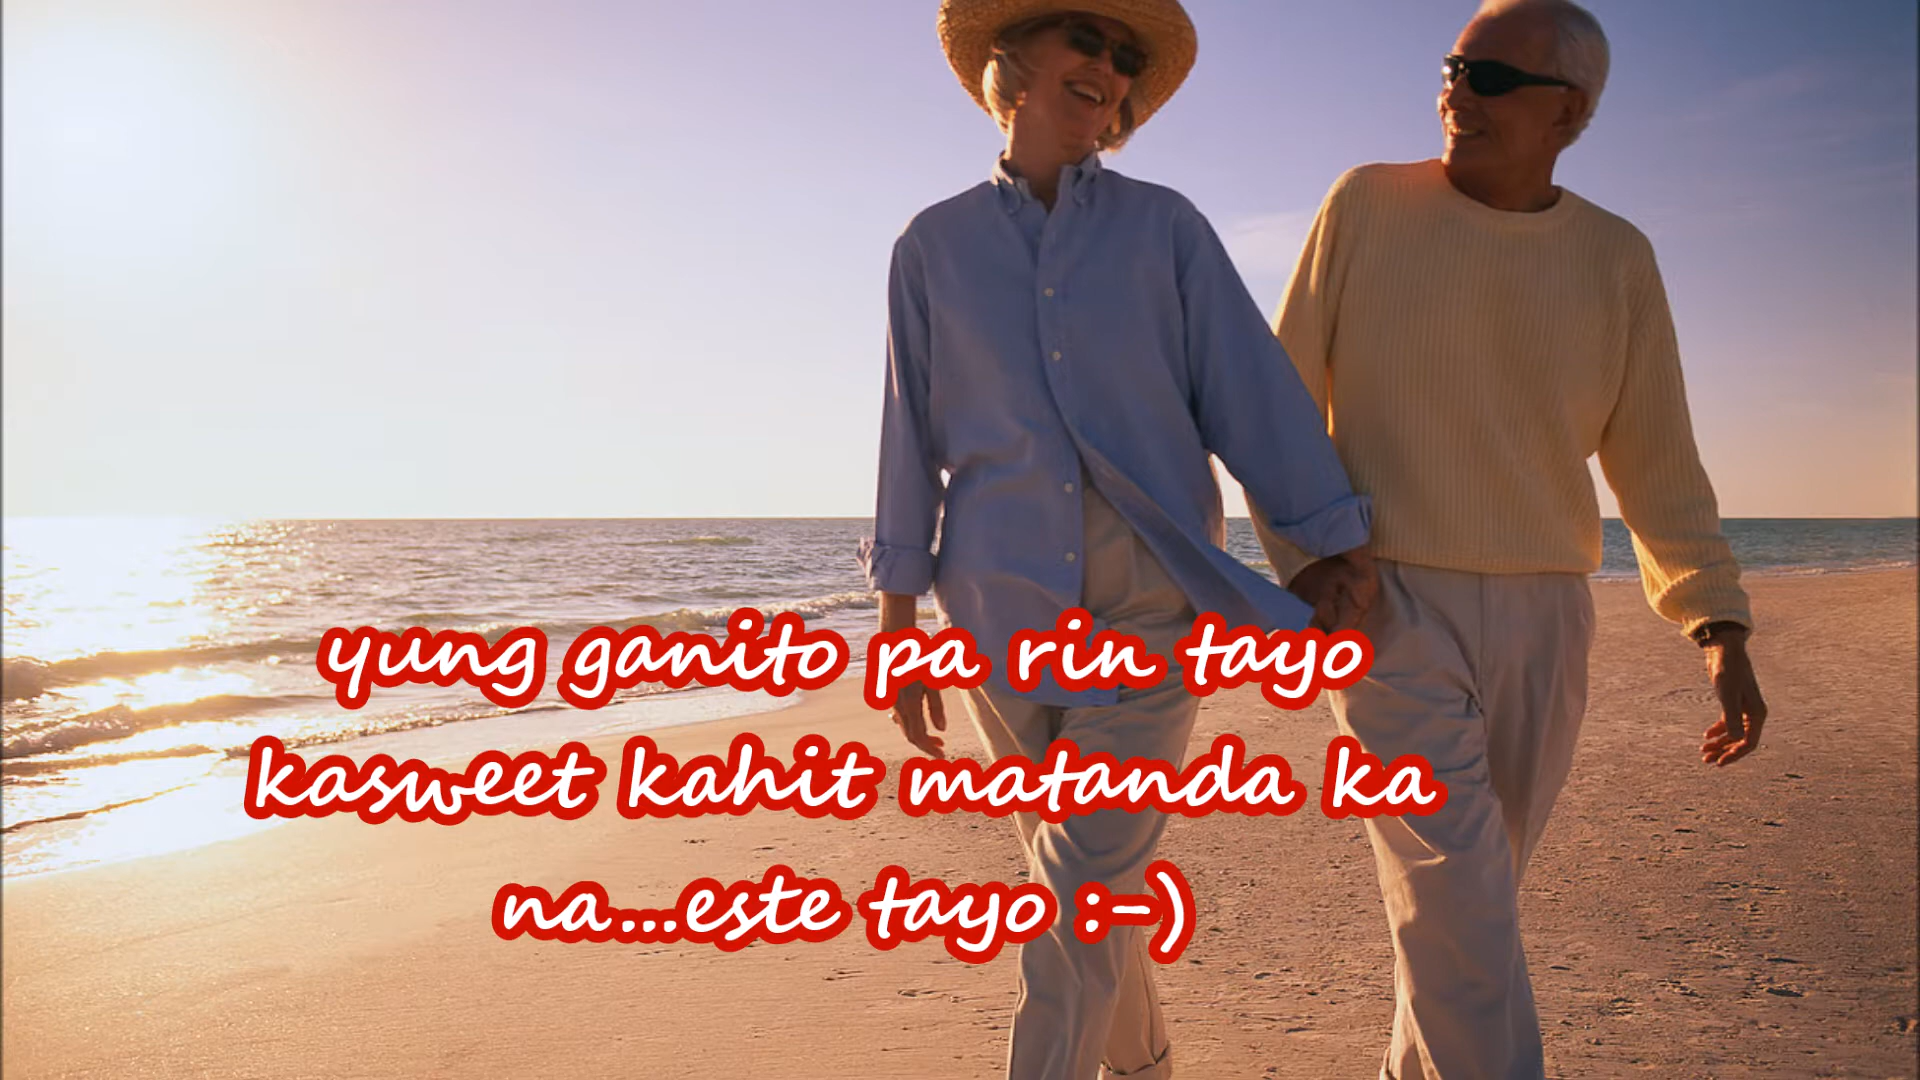 yung ganito pa rin tayo
kasweet kahit matanda ka
na...este tayo :-)